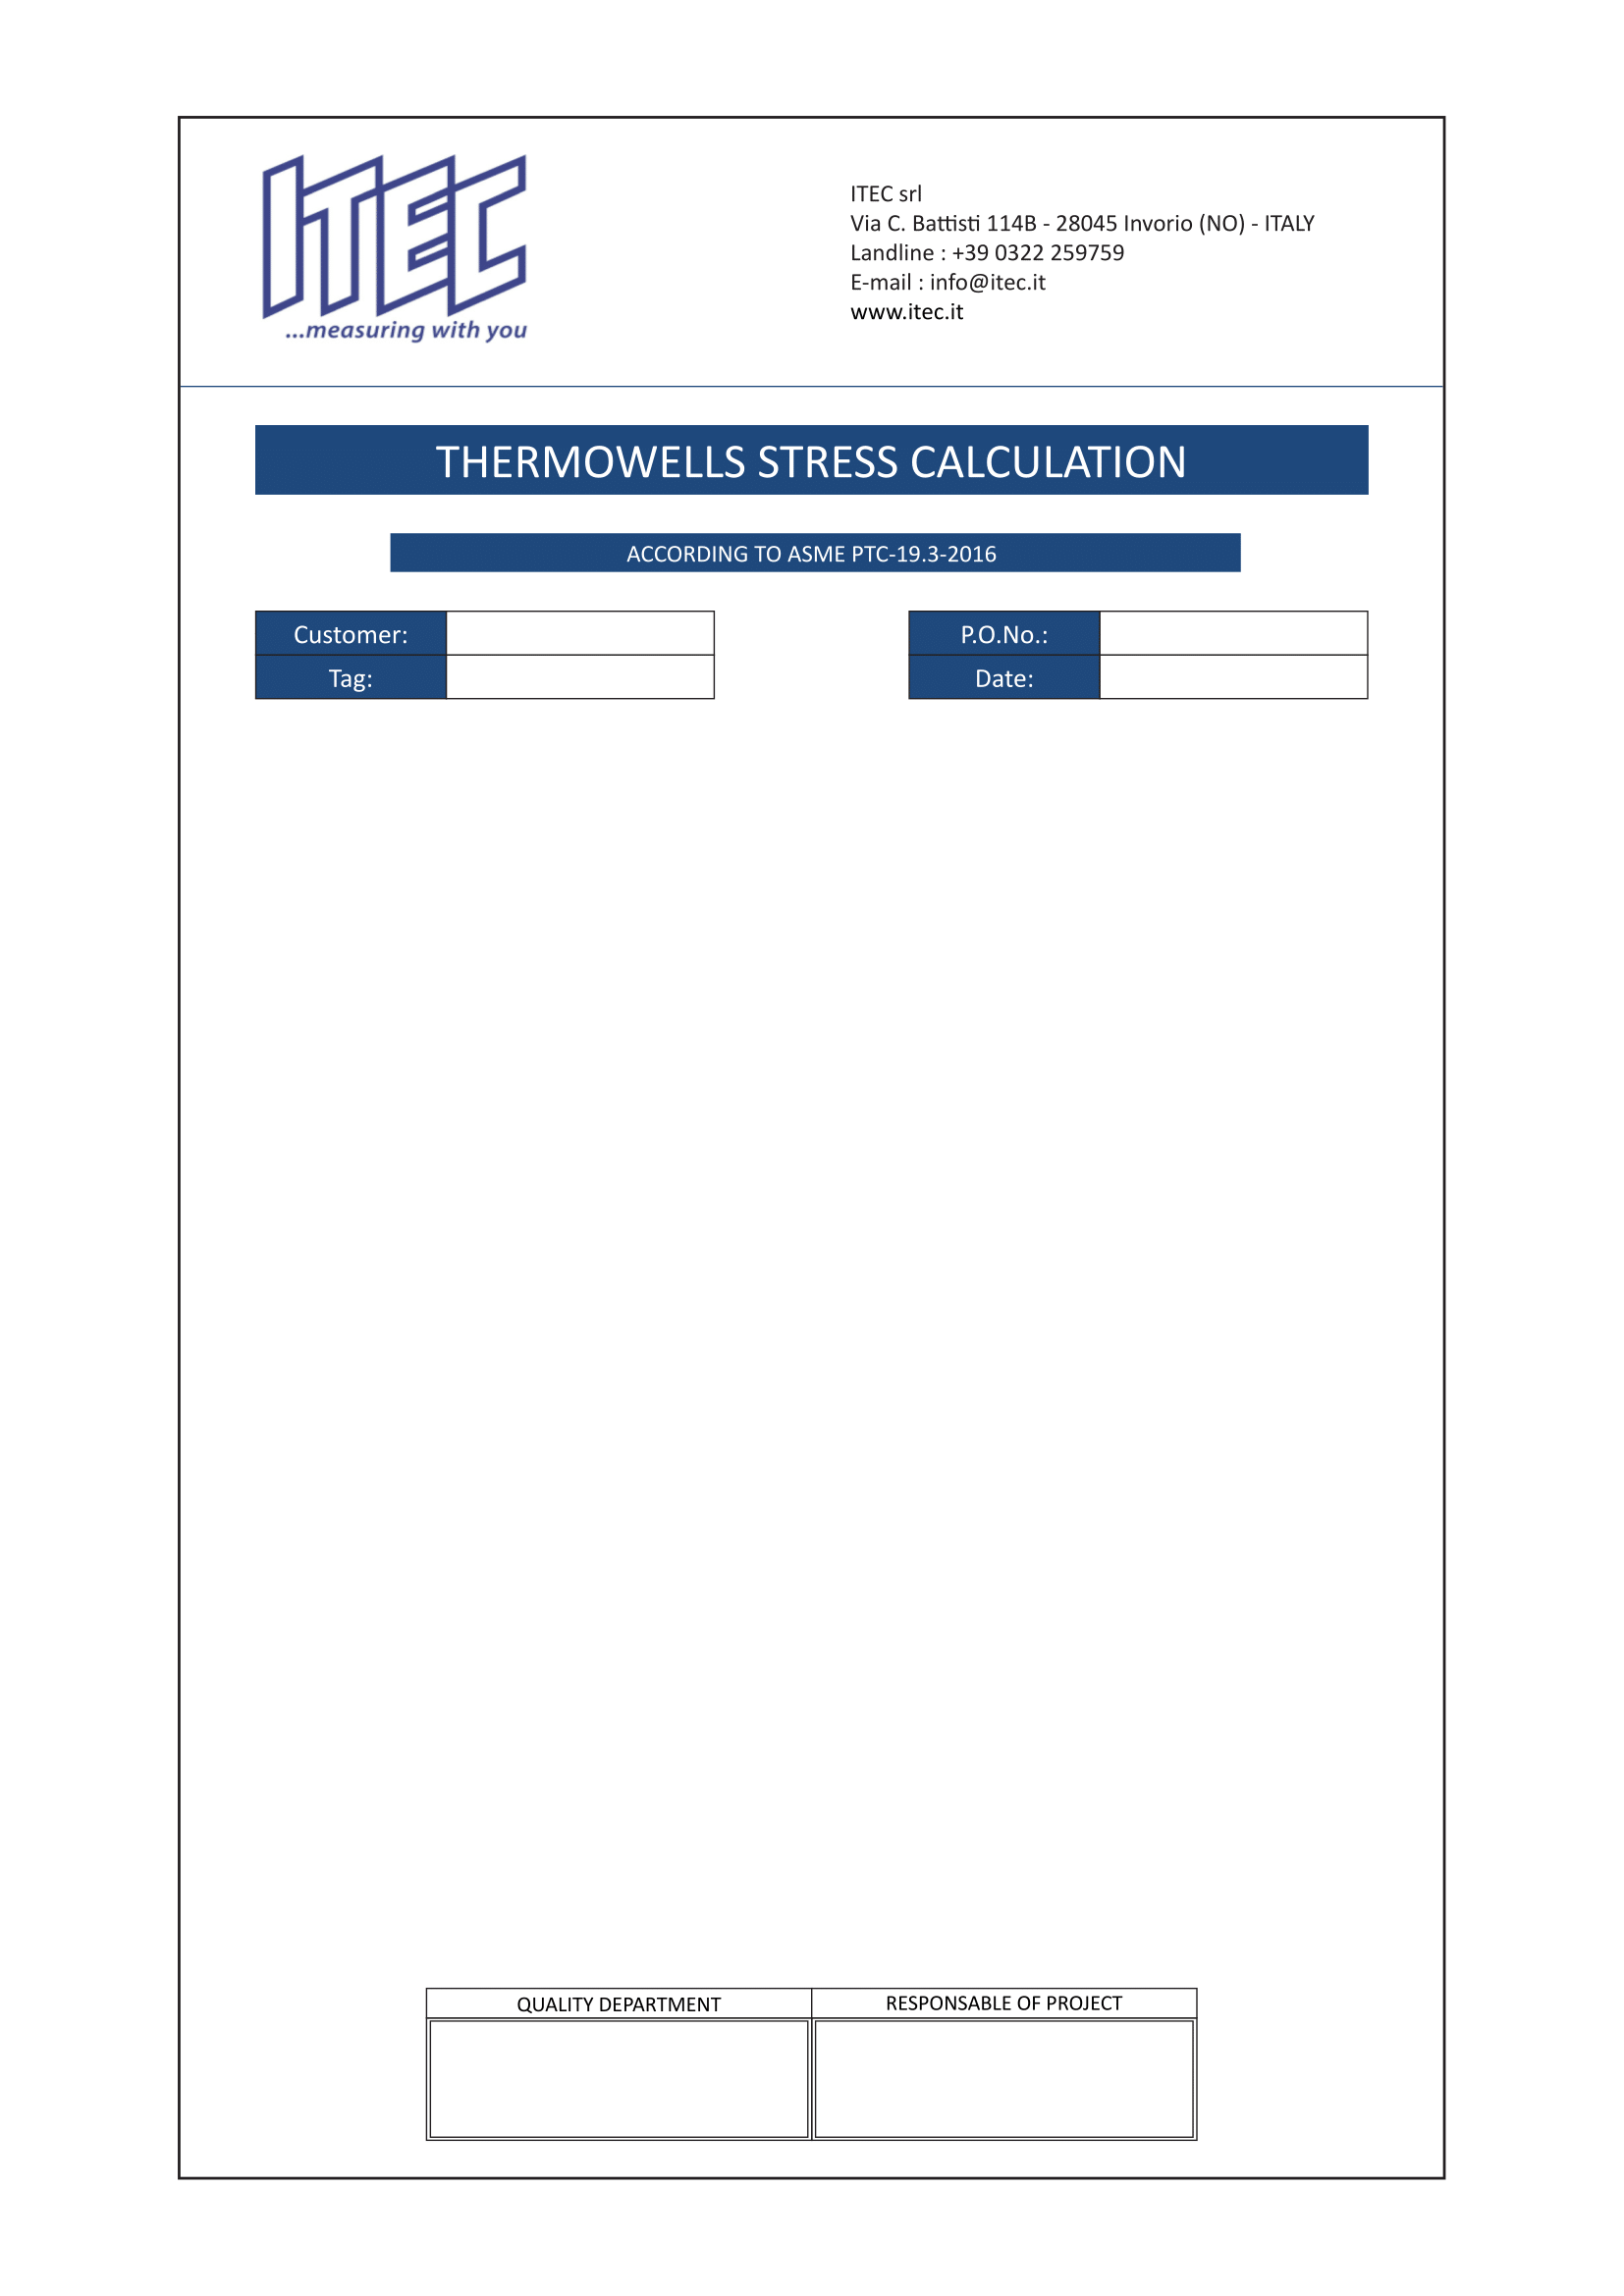 ITEC
...measuring with you
ITEC srl
Via C. Battisti 114B - 28045 Invorio (NO) - ITALY
Landline : +39 0322 259759
E-mail : info@itec.it
www.itec.it
THERMOWELLS STRESS CALCULATION
ACCORDING TO ASME PTC-19.3-2016
Customer:
Tag:
P.O.No.:
Date:
QUALITY DEPARTMENT
RESPONSABLE OF PROJECT